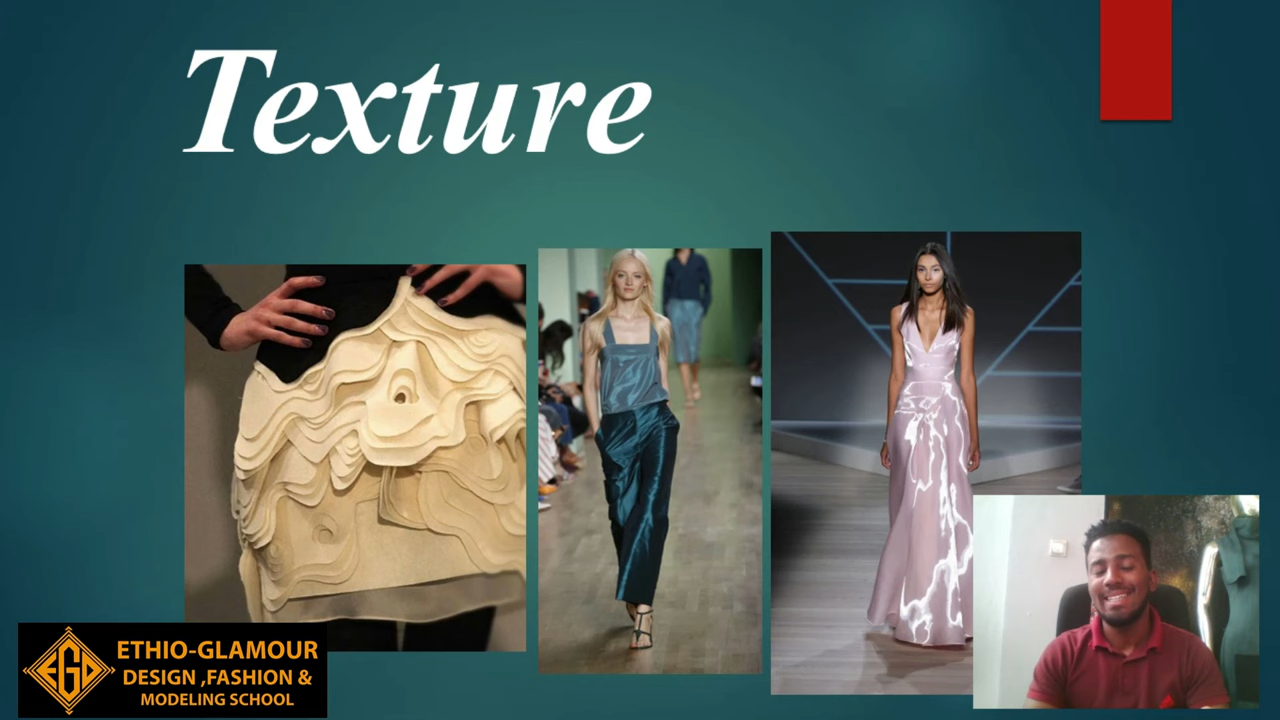 Texture
EGD
ETHIO-GLAMOUR
DESIGN ,FASHION &
MODELING SCHOOL